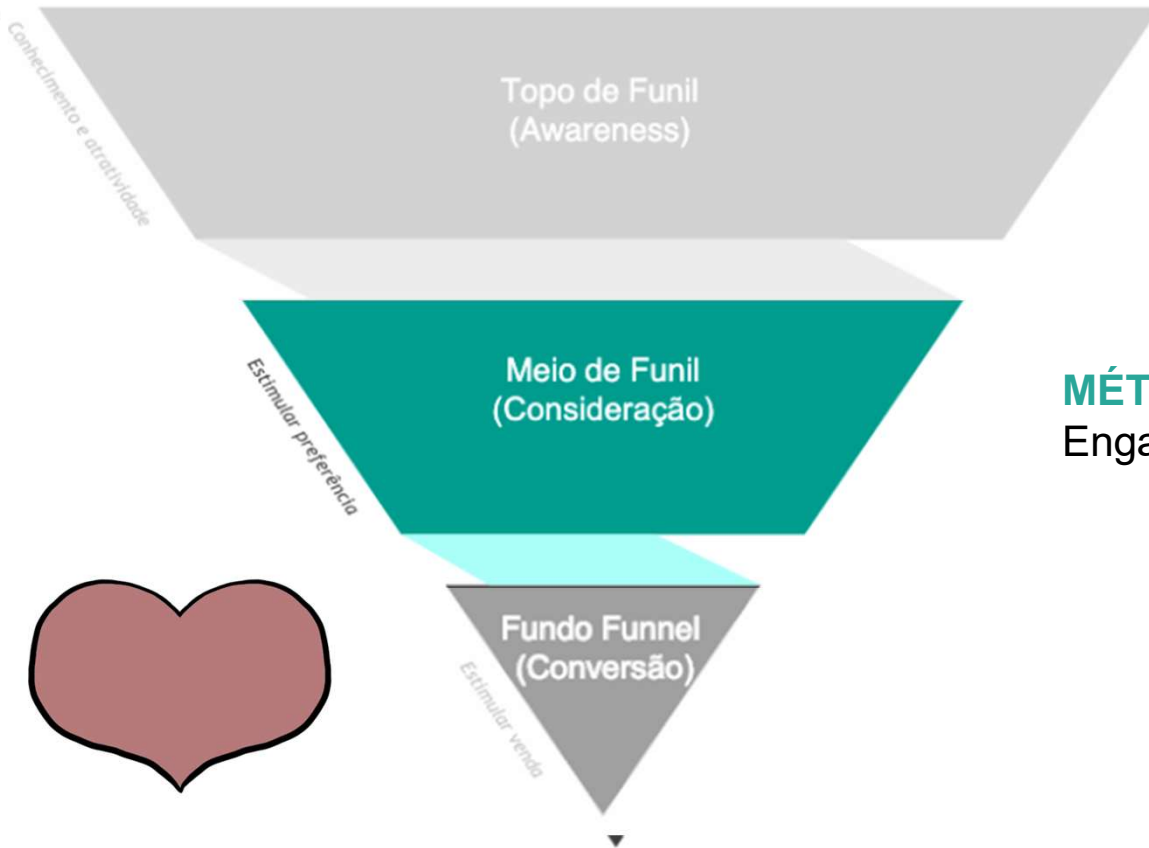 Conhecimento e atratividade
Topo de Funil
(Awareness)
Estimular preferência
Meio de Funil
(Consideração)
MÉT
Enga
Estimular venda
Fundo Funnel
(Conversão)